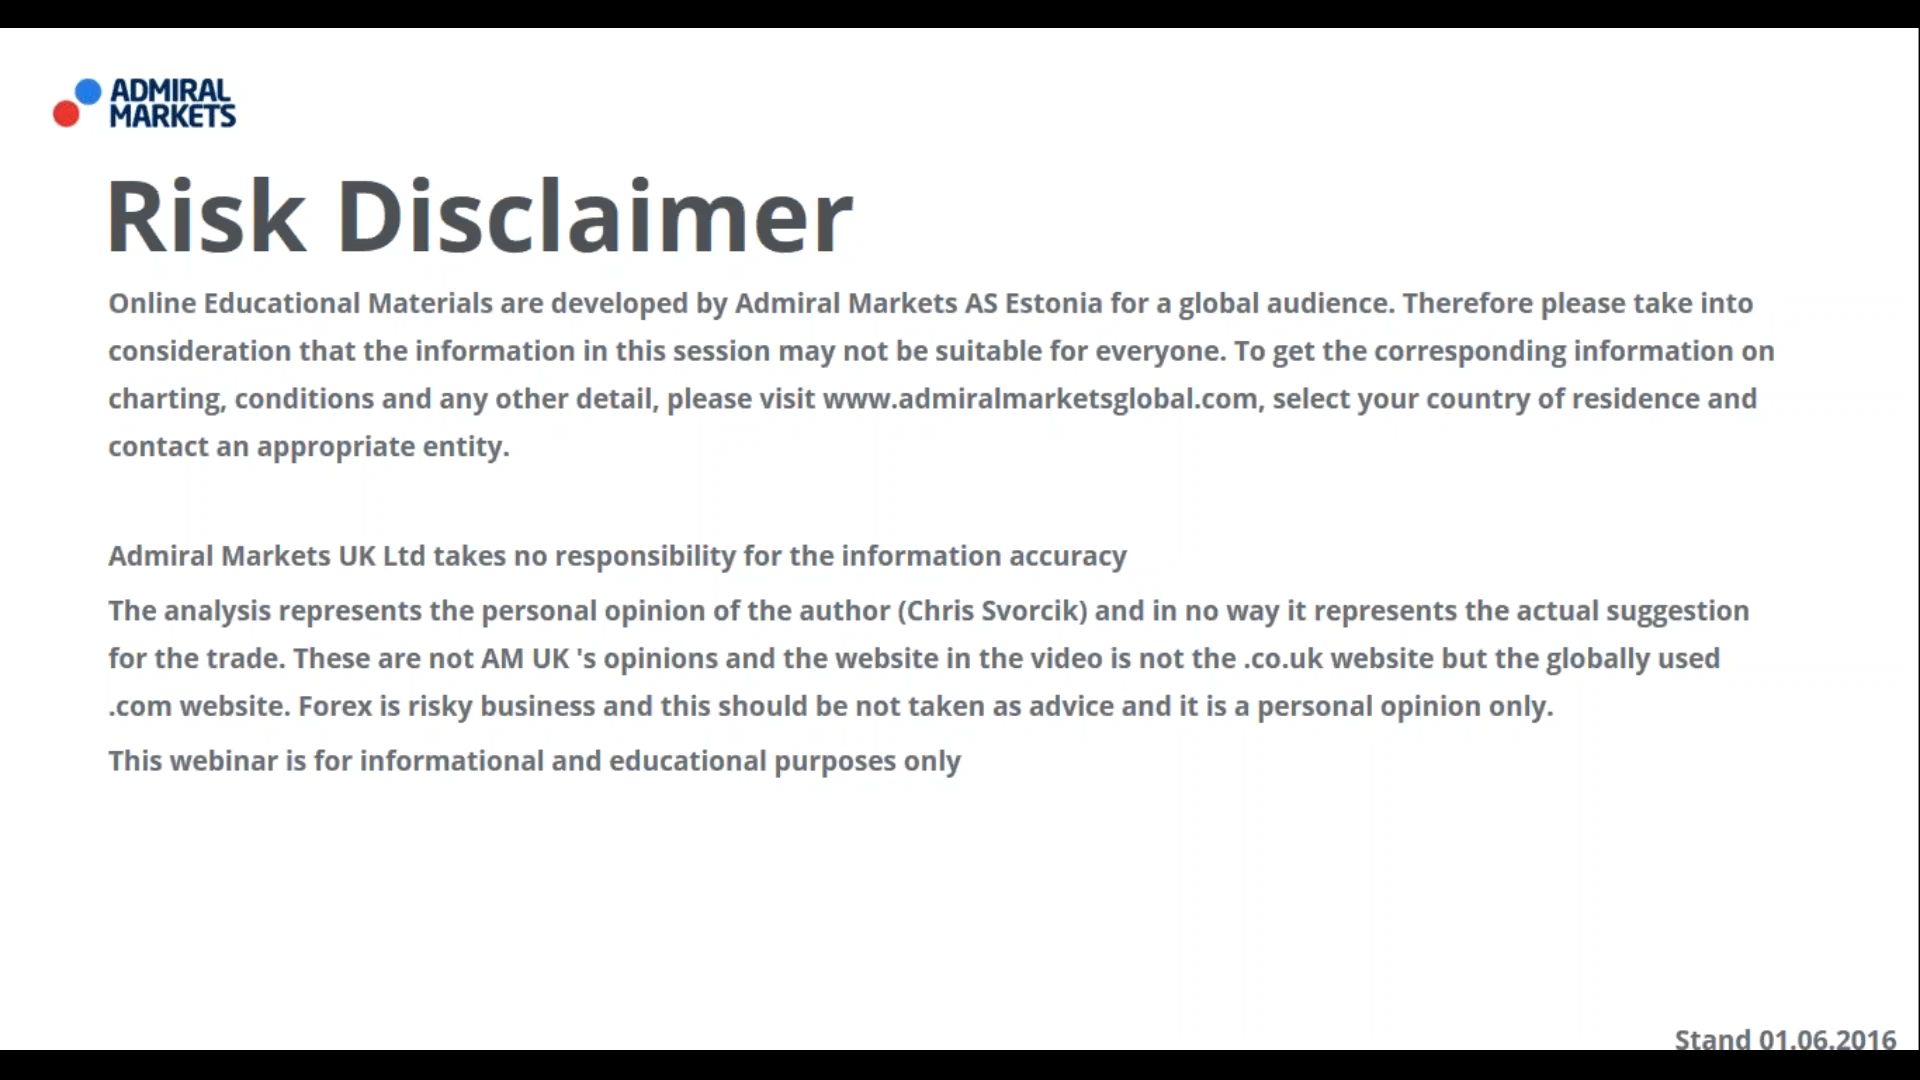 ADMIRAL
MARKETS
Risk Disclaimer
Online Educational Materials are developed by Admiral Markets AS Estonia for a global audience. Therefore please take into
consideration that the information in this session may not be suitable for everyone. To get the corresponding information on
charting, conditions and any other detail, please visit www.admiralmarketsglobal.com, select your country of residence and
contact an appropriate entity.
Admiral Markets UK Ltd takes no responsibility for the information accuracy
The analysis represents the personal opinion of the author (Chris Svorcik) and in no way it represents the actual suggestion
for the trade. These are not AM UK 's opinions and the website in the video is not the .co.uk website but the globally used
.com website. Forex is risky business and this should be not taken as advice and it is a personal opinion only.
This webinar is for informational and educational purposes only
Stand 01.06.2016